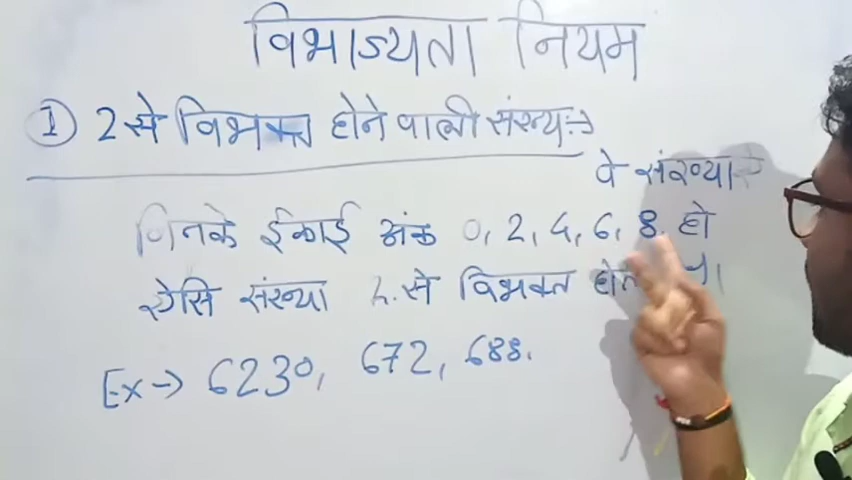 विभाज्यता नियम
① 2 से विभक्त होने वाली संख्य:→
वे संख्याए
जिनके ईकाई अंक 0, 2, 4, 6, 8. हो
ऐसि संख्या 2. से विभक्त
Ex → 6230, 672, 688.